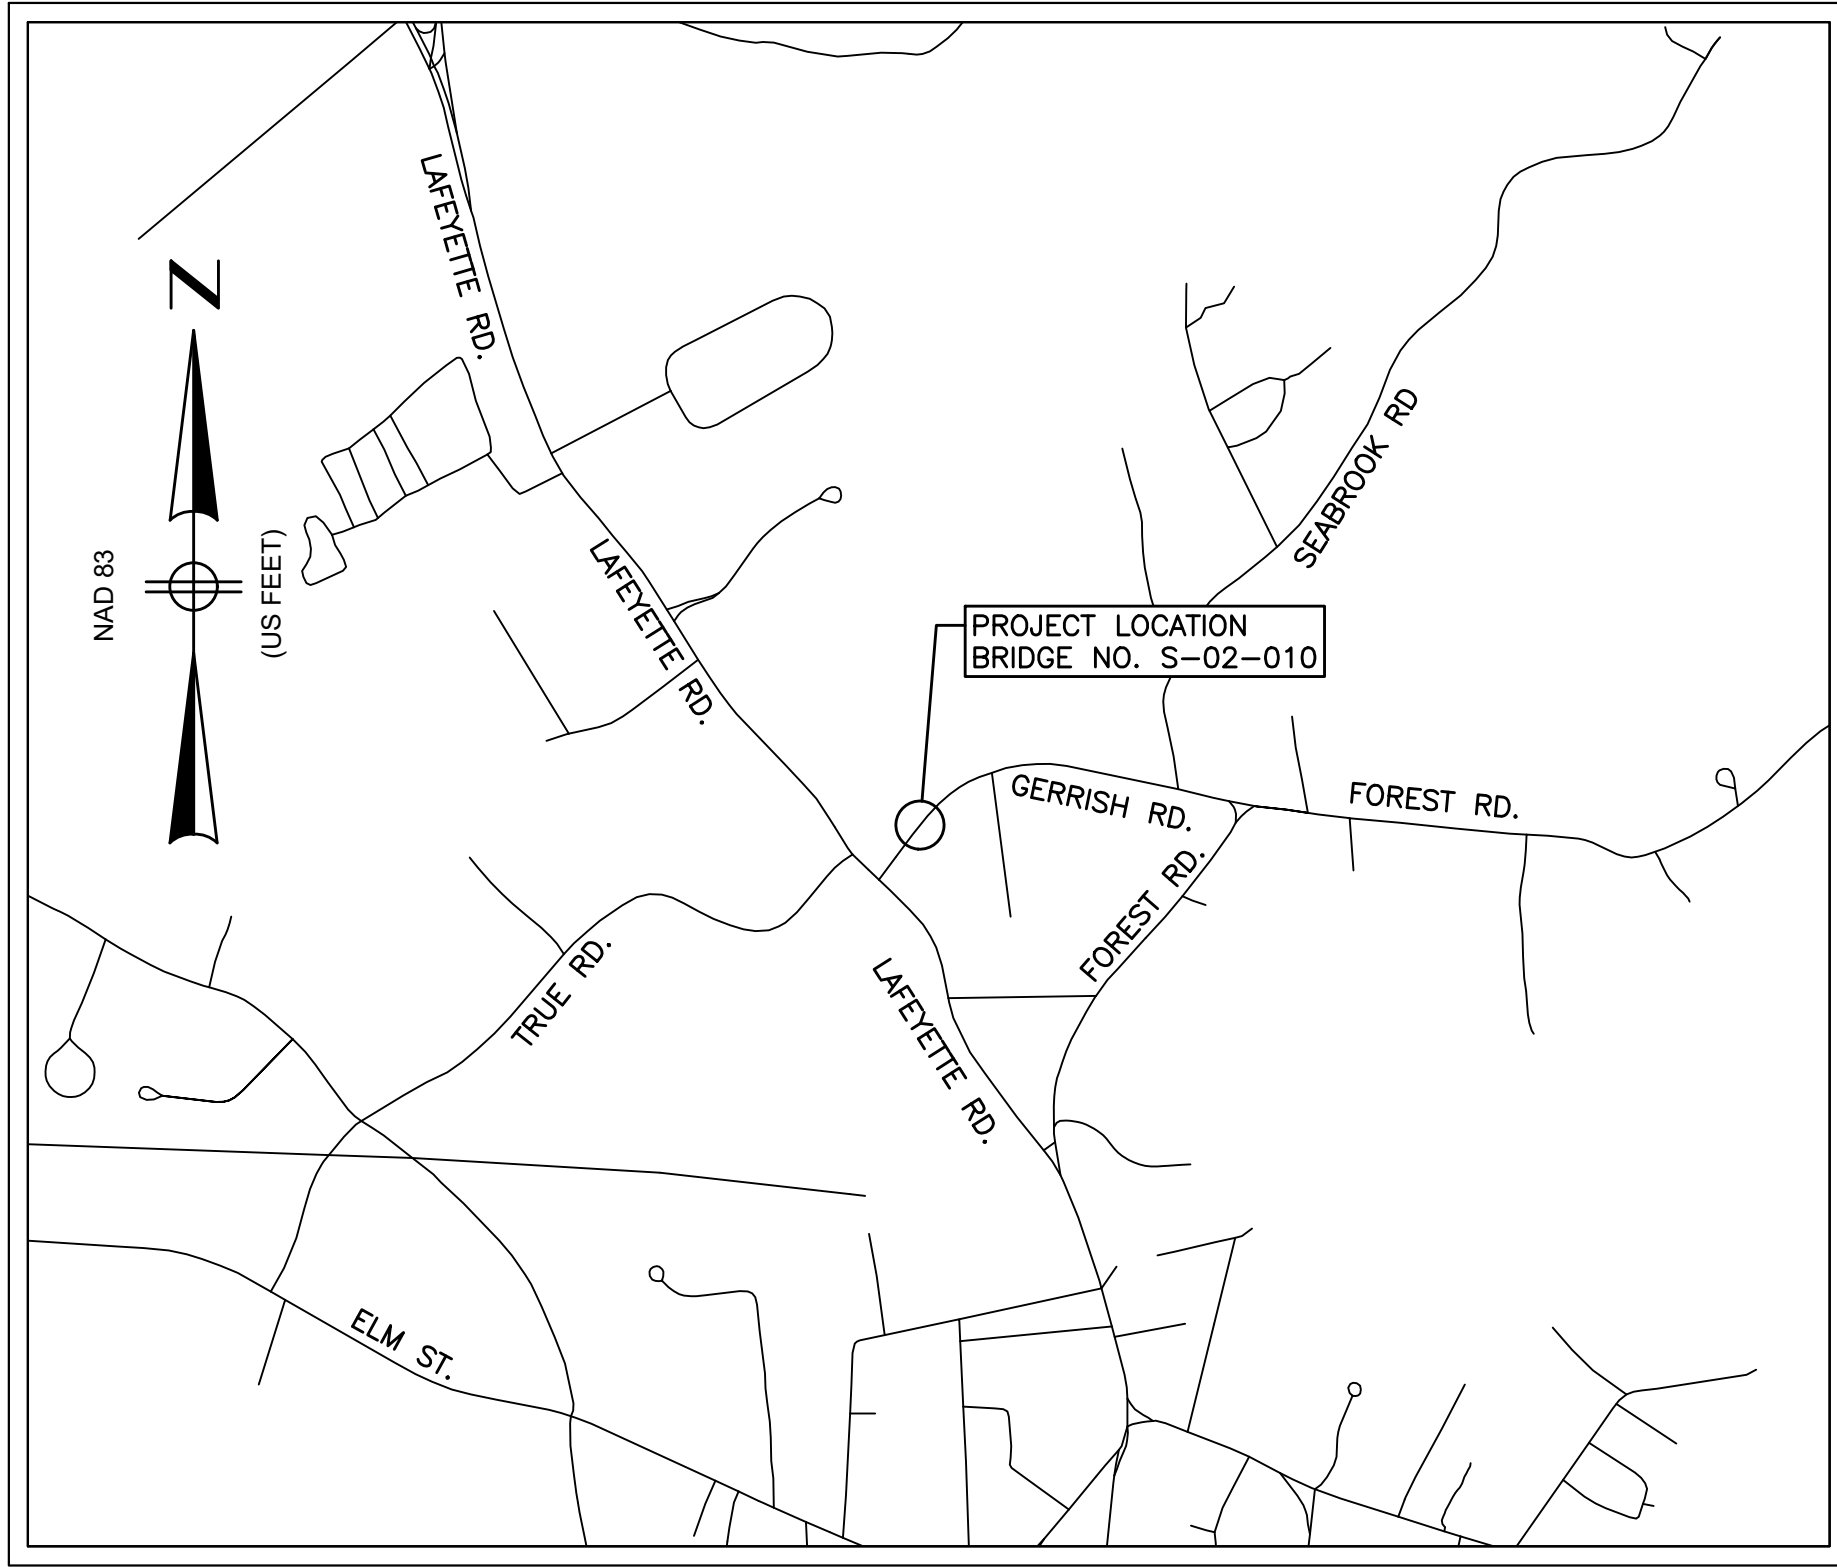 LAFEYETTE RD.
N
SEABROOK RD
NAD 83
(US FEET)
LAFEYETTE RD.
PROJECT LOCATION
BRIDGE NO. S-02-010
GERRISH RD.
FOREST RD.
FOREST RD.
TRUE RD.
LAFEYETTE RD.
ELM ST.